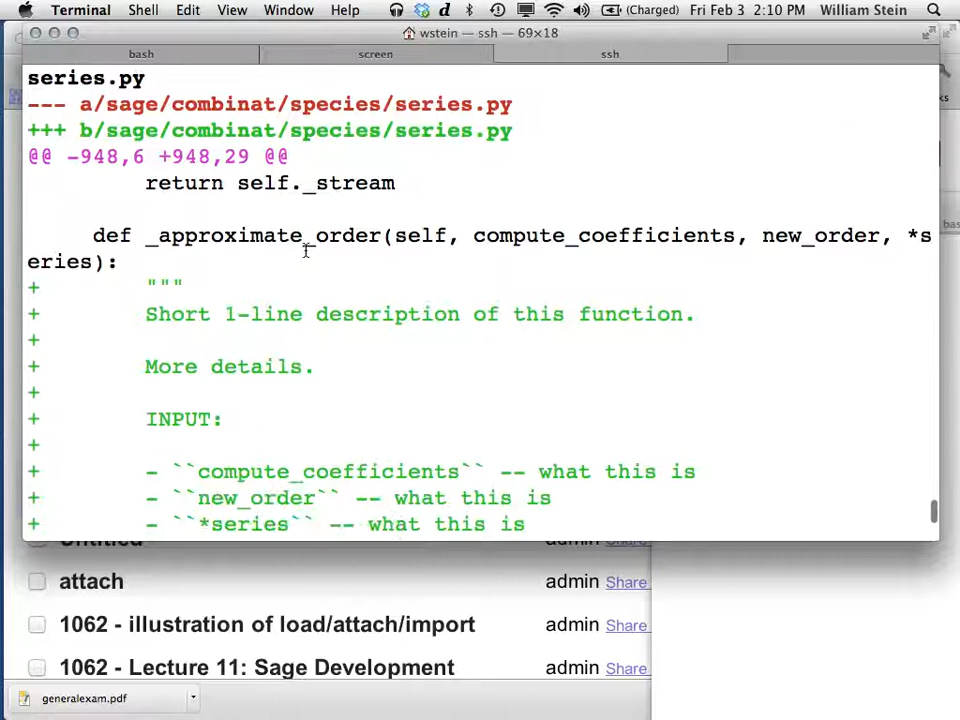 Terminal Shell Edit View Window Help (Charged) Fri Feb 3 2:10 PM William Stein
wstein — ssh — 69×18
bash screen ssh
series.py
--- a/sage/combinat/species/series.py
+++ b/sage/combinat/species/series.py
@@ -948,6 +948,29 @@
return self._stream
def _approximate_order(self, compute_coefficients, new_order, *s
eries):
+ """
+ Short 1-line description of this function.
+
+ More details.
+
+ INPUT:
+
+ - ``compute_coefficients`` -- what this is
+ - ``new_order`` -- what this is
+ - ``*series`` -- what this is
Untitled admin Share
attach admin Share
1062 - illustration of load/attach/import admin Share
1062 - Lecture 11: Sage Development admin Share
generalexam.pdf